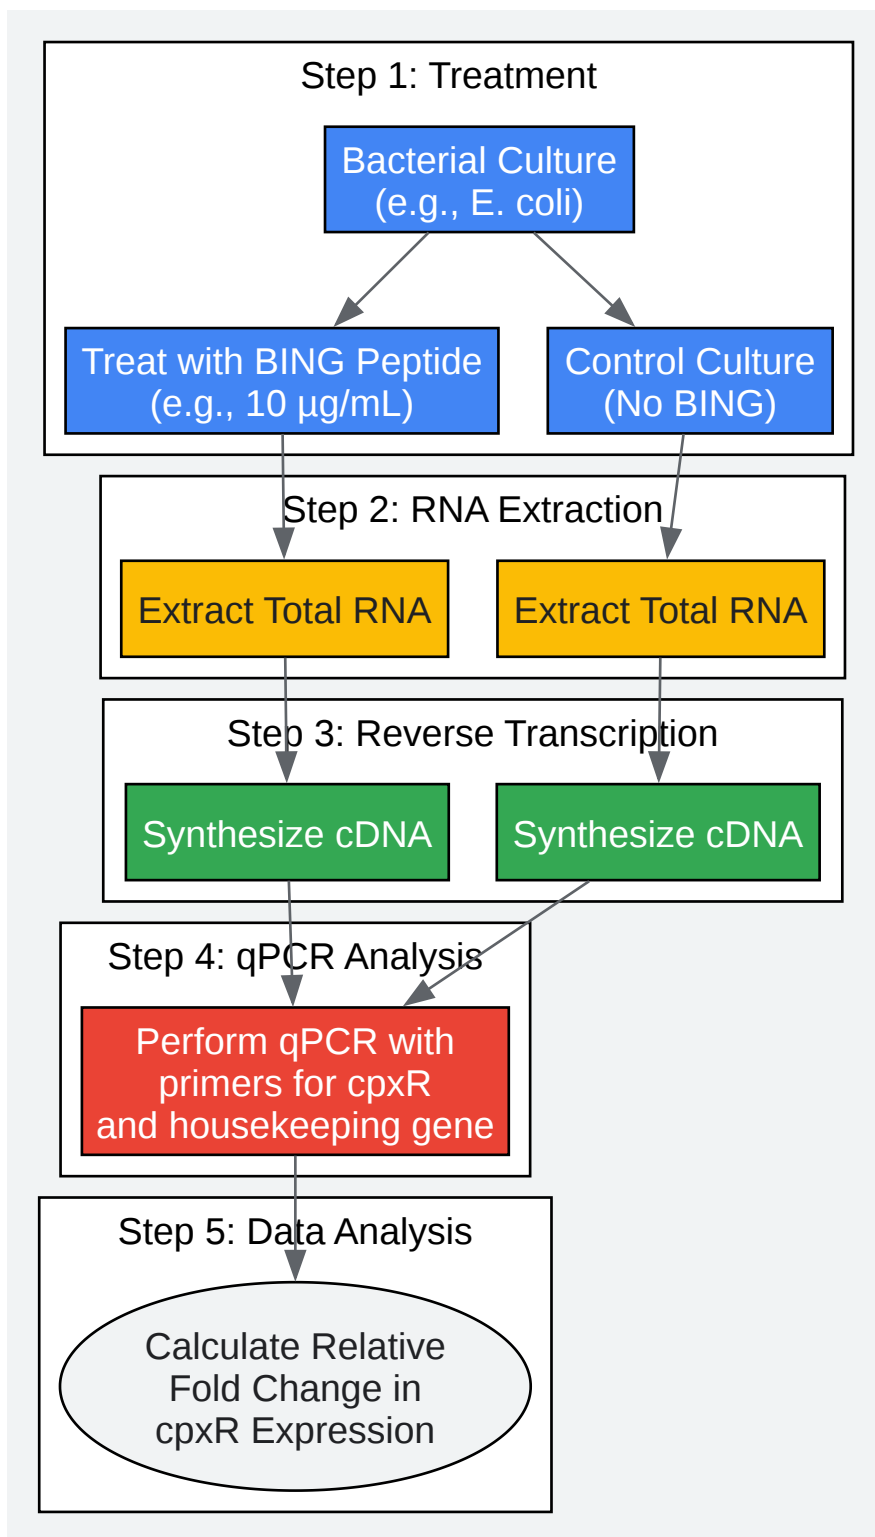 Step 1: Treatment
Bacterial Culture
(e.g., E. coli)
Treat with BING Peptide
(e.g., 10 µg/mL)
Control Culture
(No BING)
Step 2: RNA Extraction
Extract Total RNA
Extract Total RNA
Step 3: Reverse Transcription
Synthesize cDNA
Synthesize cDNA
Step 4: qPCR Analysis
Perform qPCR with
primers for cpxR
and housekeeping gene
Step 5: Data Analysis
Calculate Relative
Fold Change in
cpxR Expression